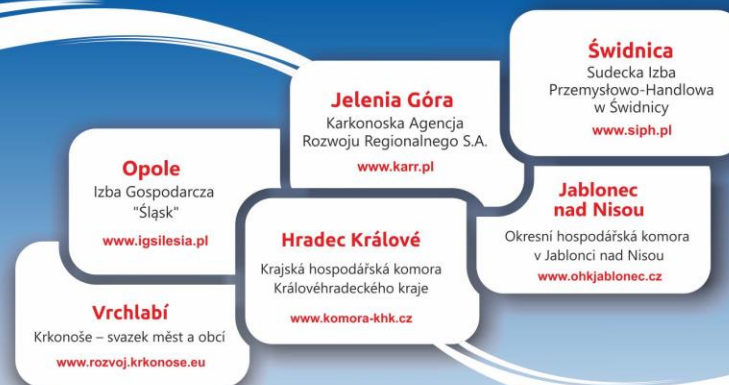 Świdnica
Sudecka Izba
Przemysłowo-Handlowa
w Świdnicy
www.siph.pl
Jelenia Góra
Karkonoska Agencja
Rozwoju Regionalnego S.A.
www.karr.pl
Opole
Izba Gospodarcza
"Śląsk"
www.igsilesia.pl
Jablonec
nad Nisou
Okresní hospodářská komora
v Jablonci nad Nisou
www.ohkjablonec.cz
Hradec Králové
Krajská hospodářská komora
Královéhradeckého kraje
www.komora-khk.cz
Vrchlabí
Krkonoše – svazek měst a obcí
www.rozvoj.krkonose.eu